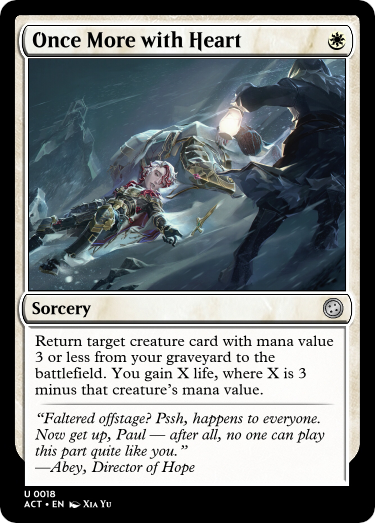 Once More with Heart
Sorcery
Return target creature card with mana value
3 or less from your graveyard to the
battlefield. You gain X life, where X is 3
minus that creature's mana value.
“Faltered offstage? Pssh, happens to everyone.
Now get up, Paul — after all, no one can play
this part quite like you.”
—Abey, Director of Hope
U 0018
ACT • EN Xia Yu